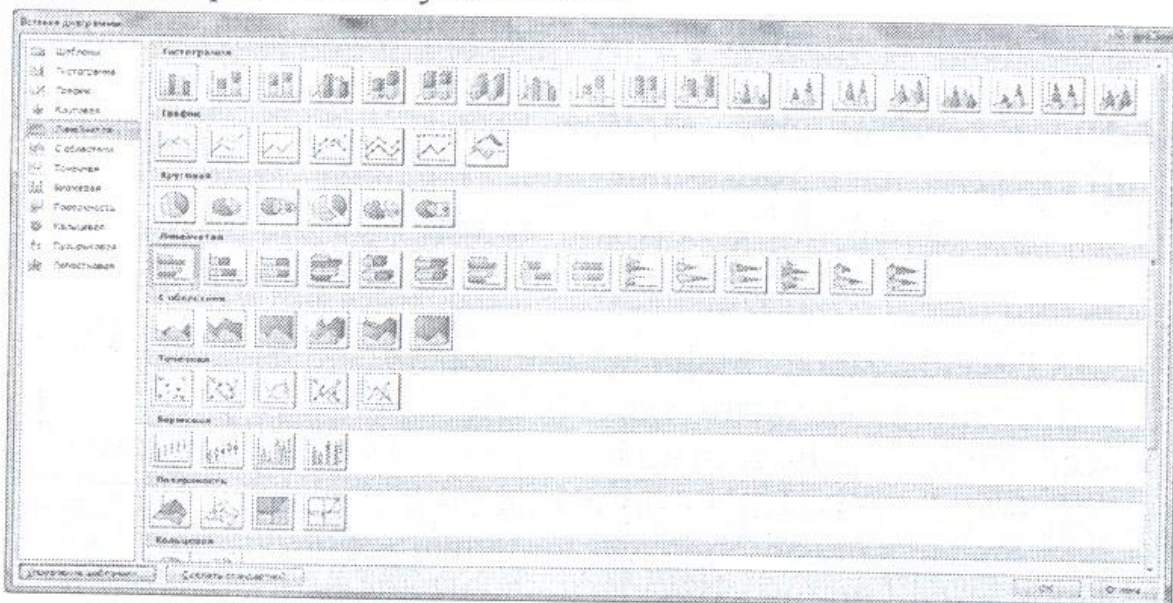 Вставка диаграммы
Шаблоны
Гистограмма
График
Круговая
Линейчатая
С областями
Точечная
Биржевая
Поверхность
Кольцевая
Пузырьковая
Лепестковая
Гистограмма
График
Круговая
Линейчатая
С областями
Точечная
Биржевая
Поверхность
Кольцевая
Управление шаблонами...
Сделать стандартной
ОК
Отмена